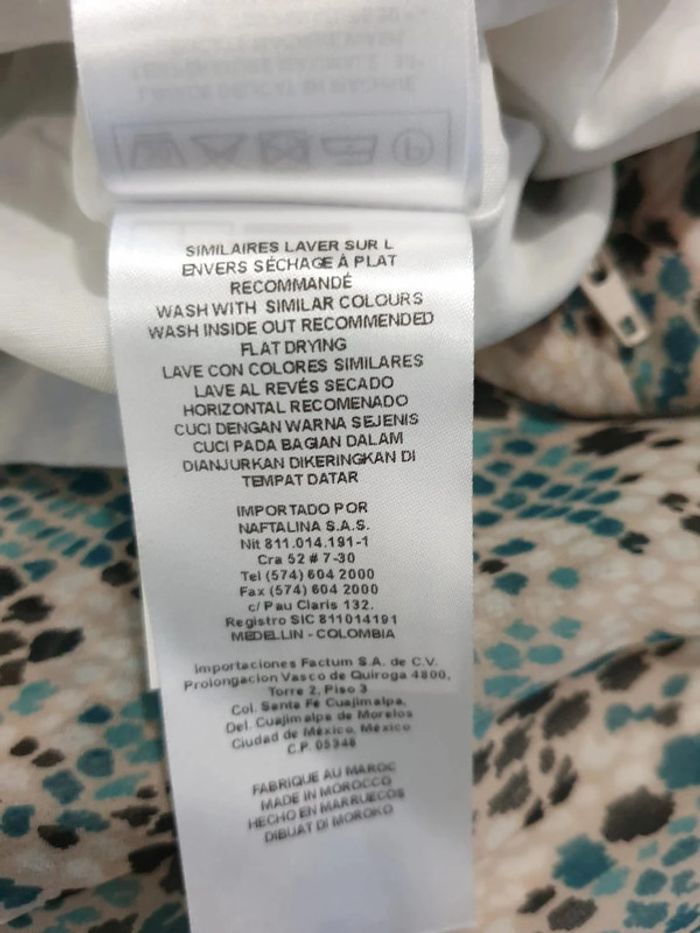 SIMILAIRES LAVER SUR L
ENVERS SÉCHAGE À PLAT
RECOMMANDÉ
WASH WITH SIMILAR COLOURS
WASH INSIDE OUT RECOMMENDED
FLAT DRYING
LAVE CON COLORES SIMILARES
LAVE AL REVÉS SECADO
HORIZONTAL RECOMENADO
CUCI DENGAN WARNA SEJENIS
CUCI PADA BAGIAN DALAM
DIANJURKAN DIKERINGKAN DI
TEMPAT DATAR
IMPORTADO POR
NAFTALINA S.A.S.
Nit 811.014.191-1
Cra 52 # 7-30
Tel (574) 604 2000
Fax (574) 604 2000
c/ Pau Claris 132.
Registro SIC 811014191
MEDELLIN - COLOMBIA
Importaciones Factum S.A. de C.V.
Prolongacion Vasco de Quiroga 4800,
Torre 2, Piso 3
Col. Santa Fe Cuajimalpa,
Del. Cuajimalpa de Morelos
Ciudad de México, México
C.P. 05348
FABRIQUE AU MAROC
MADE IN MOROCCO
HECHO EN MARRUECOS
DIBUAT DI MOROKO